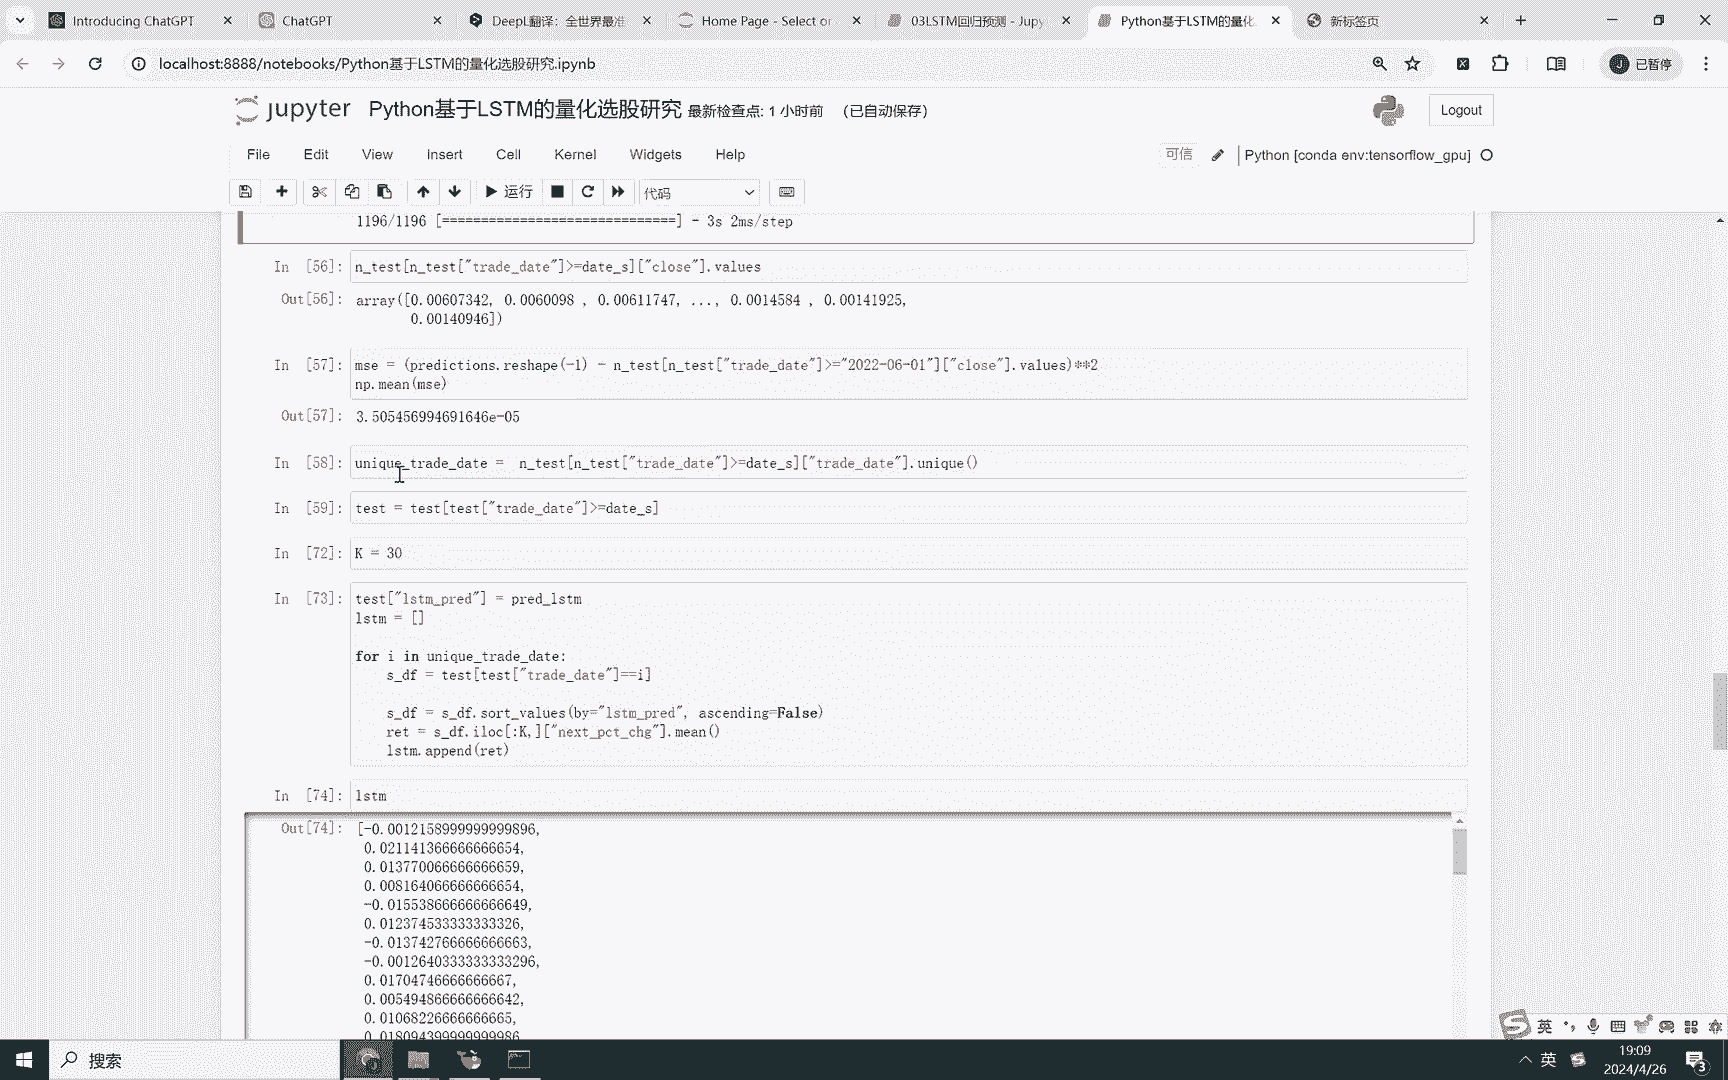 Introducing ChatGPT
ChatGPT
DeepL翻译：全世界最准
Home Page - Select or
03LSTM回归预测 - Jupy
Python基于LSTM的量化
新标签页
localhost:8888/notebooks/Python基于LSTM的量化选股研究.ipynb
J
已暂停
jupyter Python基于LSTM的量化选股研究 最新检查点: 1 小时前 (已自动保存)
Logout
File Edit View Insert Cell Kernel Widgets Help
可信
Python [conda env:tensorflow_gpu]
运行
代码
1196/1196 [==============================] - 3s 2ms/step
In [56]: n_test[n_test["trade_date"]>=date_s]["close"].values
Out[56]: array([0.00607342, 0.0060098 , 0.00611747, ..., 0.0014584 , 0.00141925,
0.00140946])
In [57]: mse = (predictions.reshape(-1) - n_test[n_test["trade_date"]>="2022-06-01"]["close"].values)**2
np.mean(mse)
Out[57]: 3.505456994691646e-05
In [58]: unique_trade_date =  n_test[n_test["trade_date"]>=date_s]["trade_date"].unique()
In [59]: test = test[test["trade_date"]>=date_s]
In [72]: K = 30
In [73]: test["lstm_pred"] = pred_lstm
lstm = []
for i in unique_trade_date:
s_df = test[test["trade_date"]==i]
s_df = s_df.sort_values(by="lstm_pred", ascending=False)
ret = s_df.iloc[:K,]["next_pct_chg"].mean()
lstm.append(ret)
In [74]: lstm
Out[74]: [-0.0012158999999999896,
0.021141366666666654,
0.013770066666666659,
0.008164066666666654,
-0.015538666666666649,
0.012374533333333326,
-0.013742766666666663,
-0.0012640333333333296,
0.01704746666666667,
0.005494866666666642,
0.01068226666666665,
0.018094399999999986
英
搜索
英
19:09
2024/4/26
3